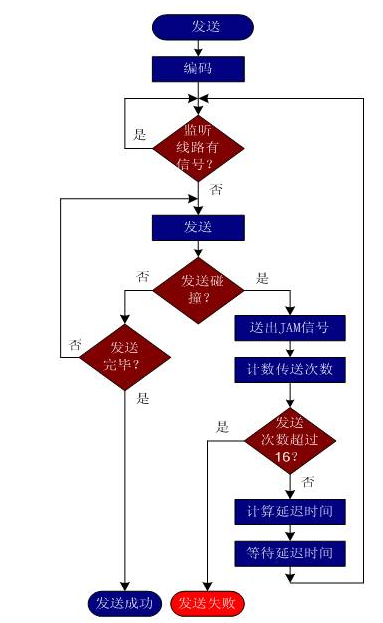 发送
编码
监听
线路有
信号？
是
否
发送
发送碰
撞？
否
是
发送
完毕？
否
是
送出JAM信号
计数传送次数
发送
次数超过
16？
是
否
计算延迟时间
等待延迟时间
发送成功
发送失败